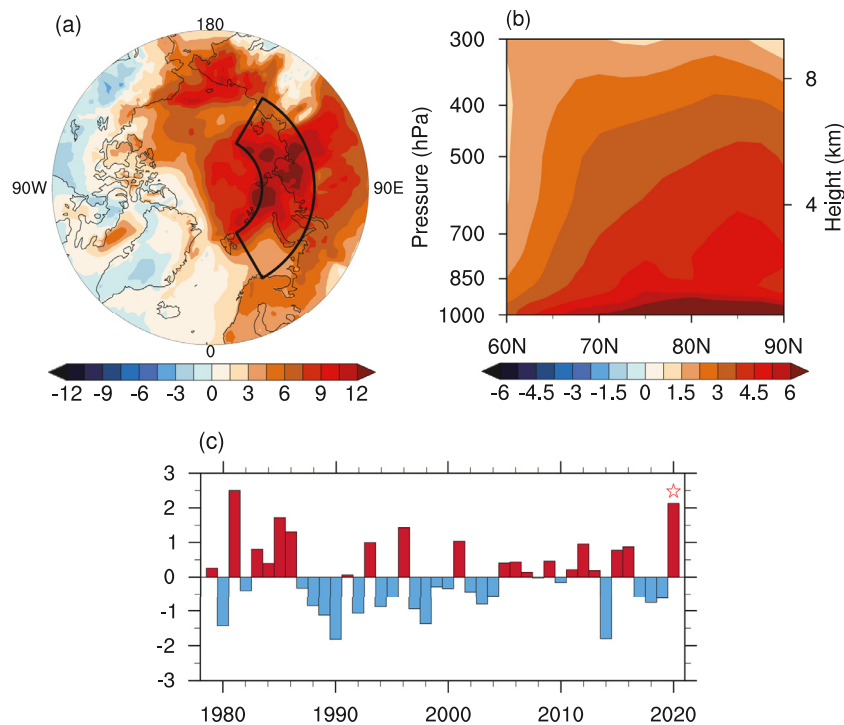 (a)
180
90W
90E
0
-12 -9 -6 -3 0 3 6 9 12
(b)
Pressure (hPa)
300
400
500
700
850
1000
60N 70N 80N 90N
8
4
Height (km)
-6 -4.5 -3 -1.5 0 1.5 3 4.5 6
(c)
3
2
1
0
-1
-2
-3
1980 1990 2000 2010 2020